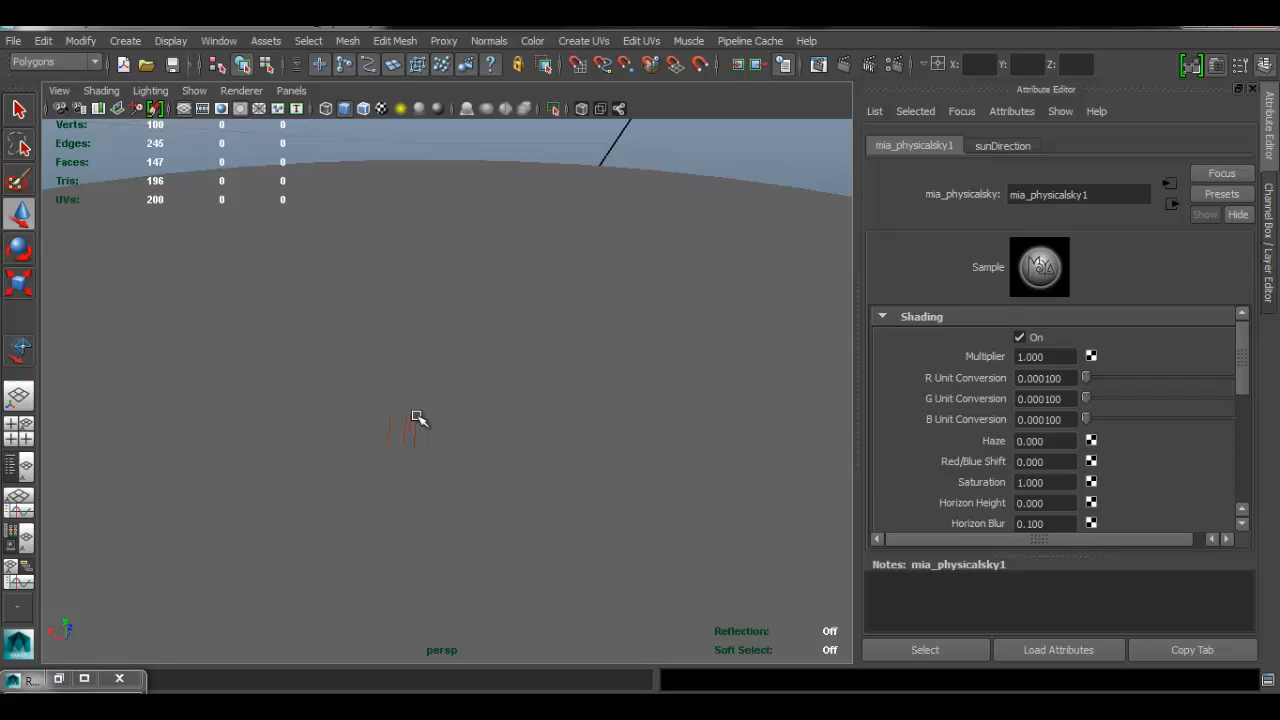 File Edit Modify Create Display Window Assets Select Mesh Edit Mesh Proxy Normals Color Create UVs Edit UVs Muscle Pipeline Cache Help
Polygons X: Y: Z:
View Shading Lighting Show Renderer Panels
Verts: 100 0 0
Edges: 245 0 0
Faces: 147 0 0
Tris: 196 0 0
UVs: 200 0 0
Reflection: Off
Soft Select: Off
persp
R...
Attribute Editor
List Selected Focus Attributes Show Help
mia_physicalsky1 sunDirection
Focus
mia_physicalsky: mia_physicalsky1 Presets
Show Hide
Sample
Shading
On
Multiplier 1.000
R Unit Conversion 0.000100
G Unit Conversion 0.000100
B Unit Conversion 0.000100
Haze 0.000
Red/Blue Shift 0.000
Saturation 1.000
Horizon Height 0.000
Horizon Blur 0.100
Notes: mia_physicalsky1
Select Load Attributes Copy Tab
Attribute Editor
Channel Box / Layer Editor